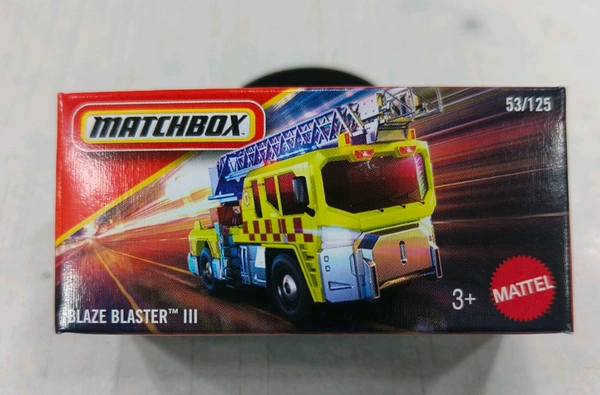 MATCHBOX
53/125
BLAZE BLASTER™ III
3+
MATTEL